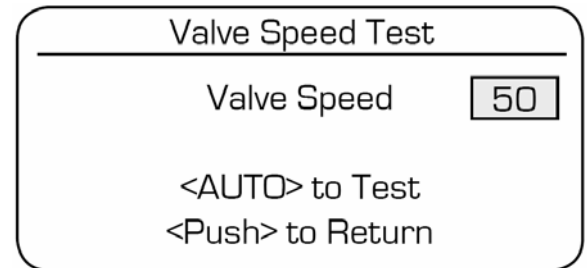 Valve Speed Test
Valve Speed 50
<AUTO> to Test
<Push> to Return